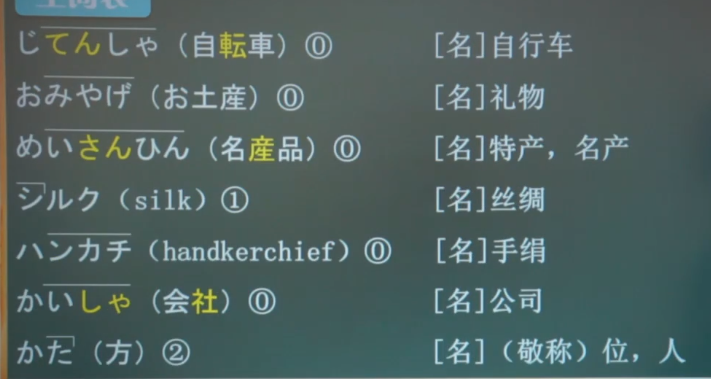 じてんしゃ（自転車）⓪ [名]自行车
おみやげ（お土産）⓪ [名]礼物
めいさんひん（名産品）⓪ [名]特产，名产
シルク（silk）① [名]丝绸
ハンカチ（handkerchief）⓪ [名]手绢
かいしゃ（会社）⓪ [名]公司
かた（方）② [名]（敬称）位，人